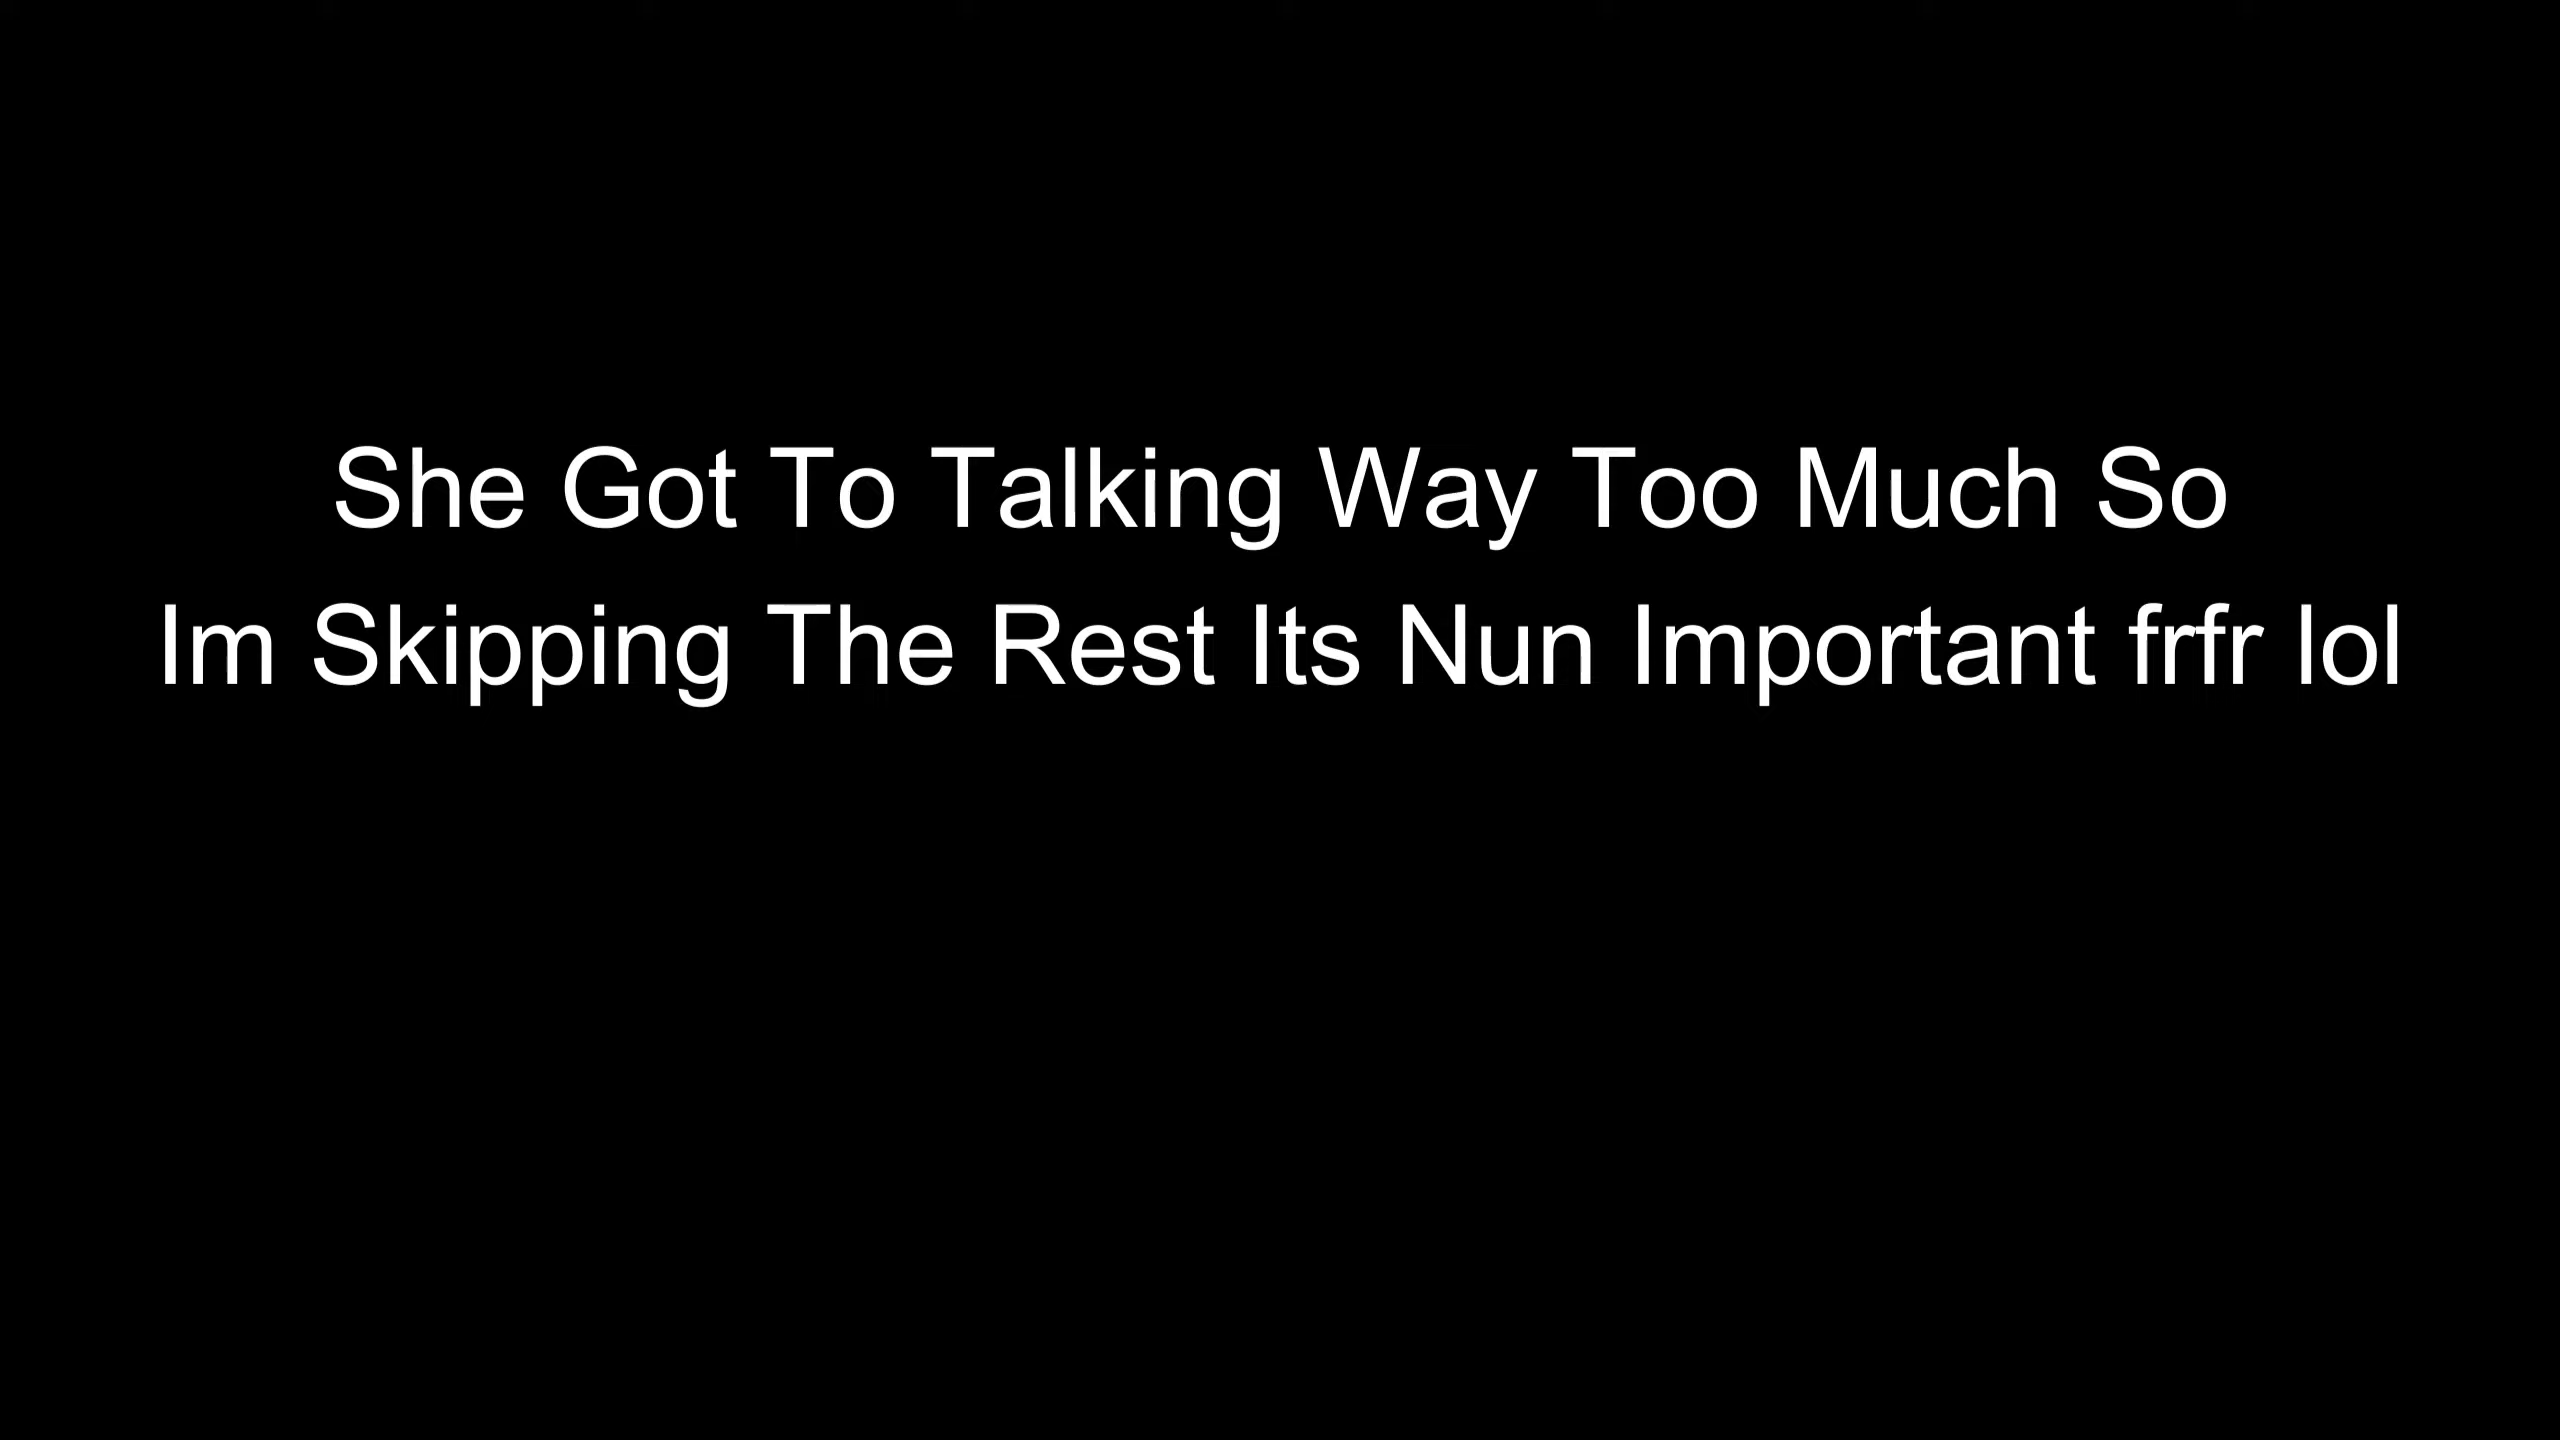 She Got To Talking Way Too Much So
Im Skipping The Rest Its Nun Important frfr lol